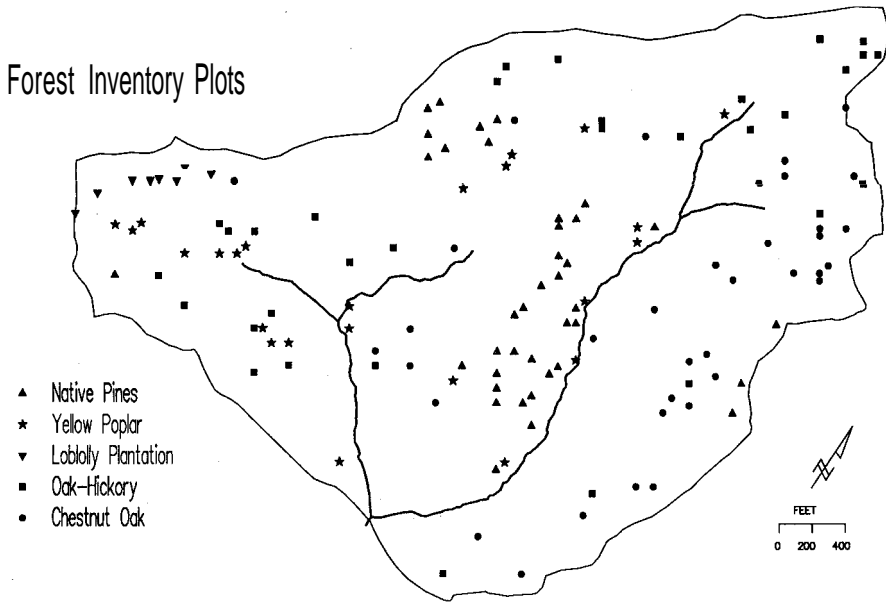 Forest Inventory Plots
Native Pines
Yellow Poplar
Loblolly Plantation
Oak-Hickory
Chestnut Oak
N
FEET
0 200 400